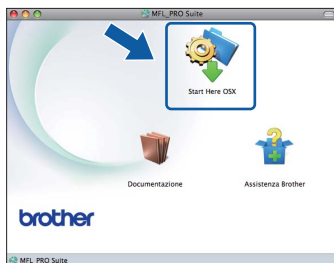 MFL_PRO Suite
Start Here OSX
Documentazione
Assistenza Brother
brother
MFL_PRO Suite